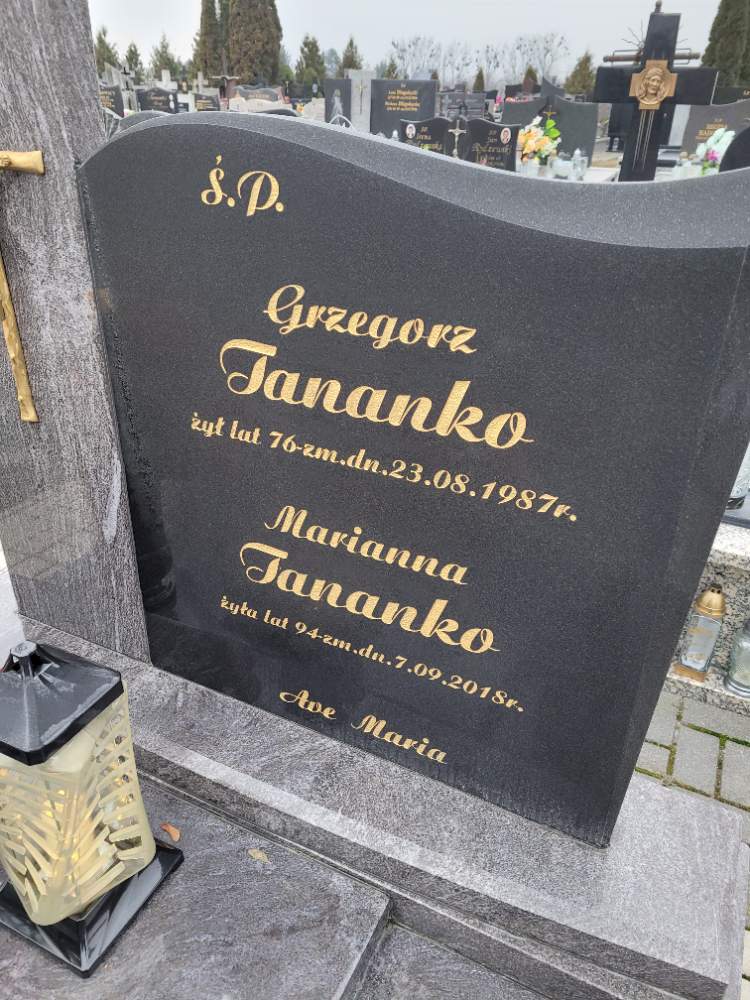 ś.P.
Grzegorz
Tananko
żył lat 76-zm.dn.23.08.1987r.
Marianna
Tananko
żyła lat 94-zm.dn.7.09.2018r.
Ave Maria